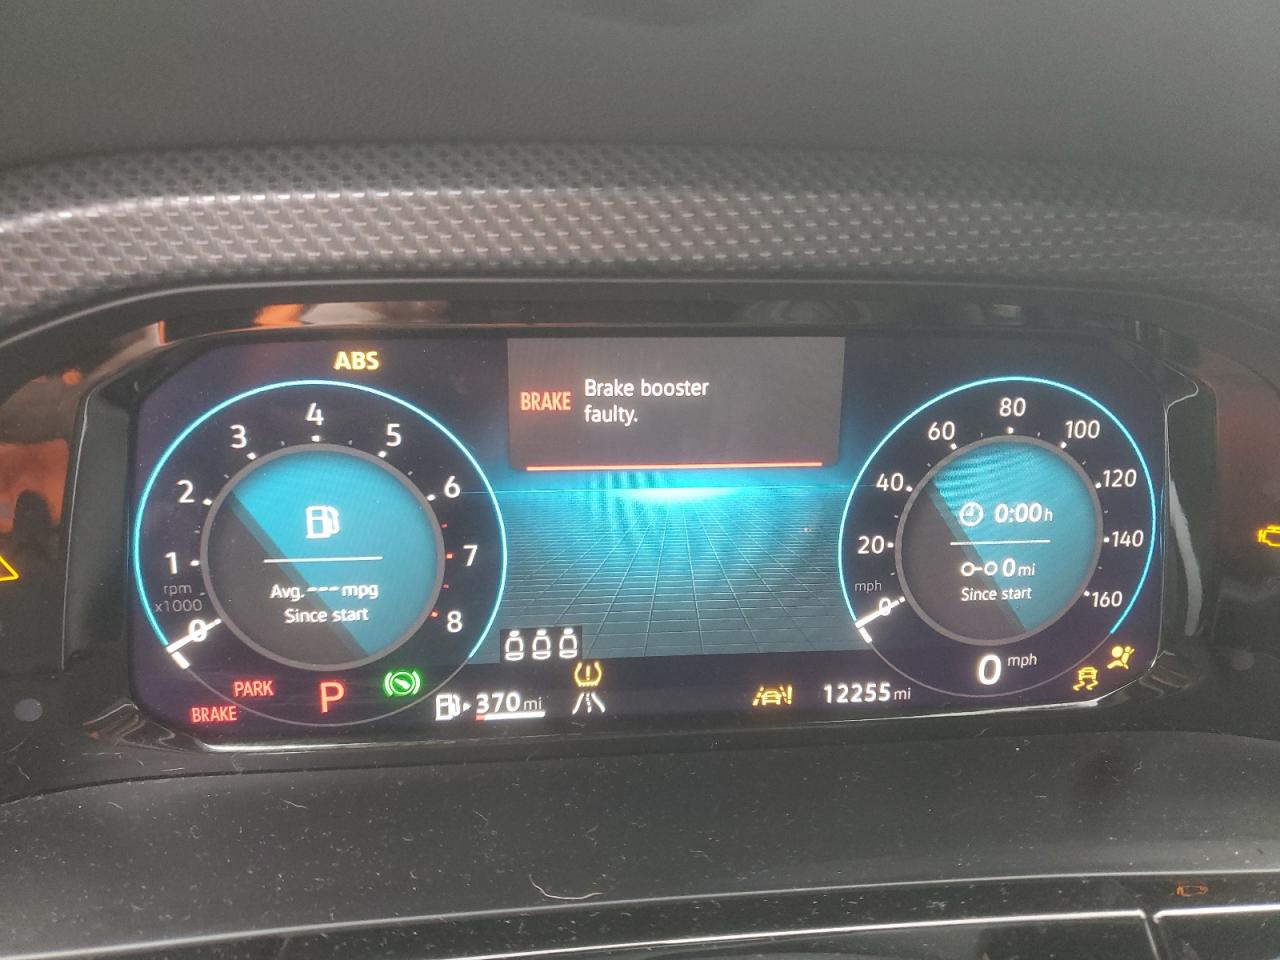 ABS
BRAKE
Brake booster
faulty.
0
1
2
3
4
5
6
7
8
rpm
x1000
Avg. --- mpg
Since start
0
20
40
60
80
100
120
140
160
mph
0:00 h
0 mi
Since start
0 mph
PARK
BRAKE
P
370 mi
12255 mi